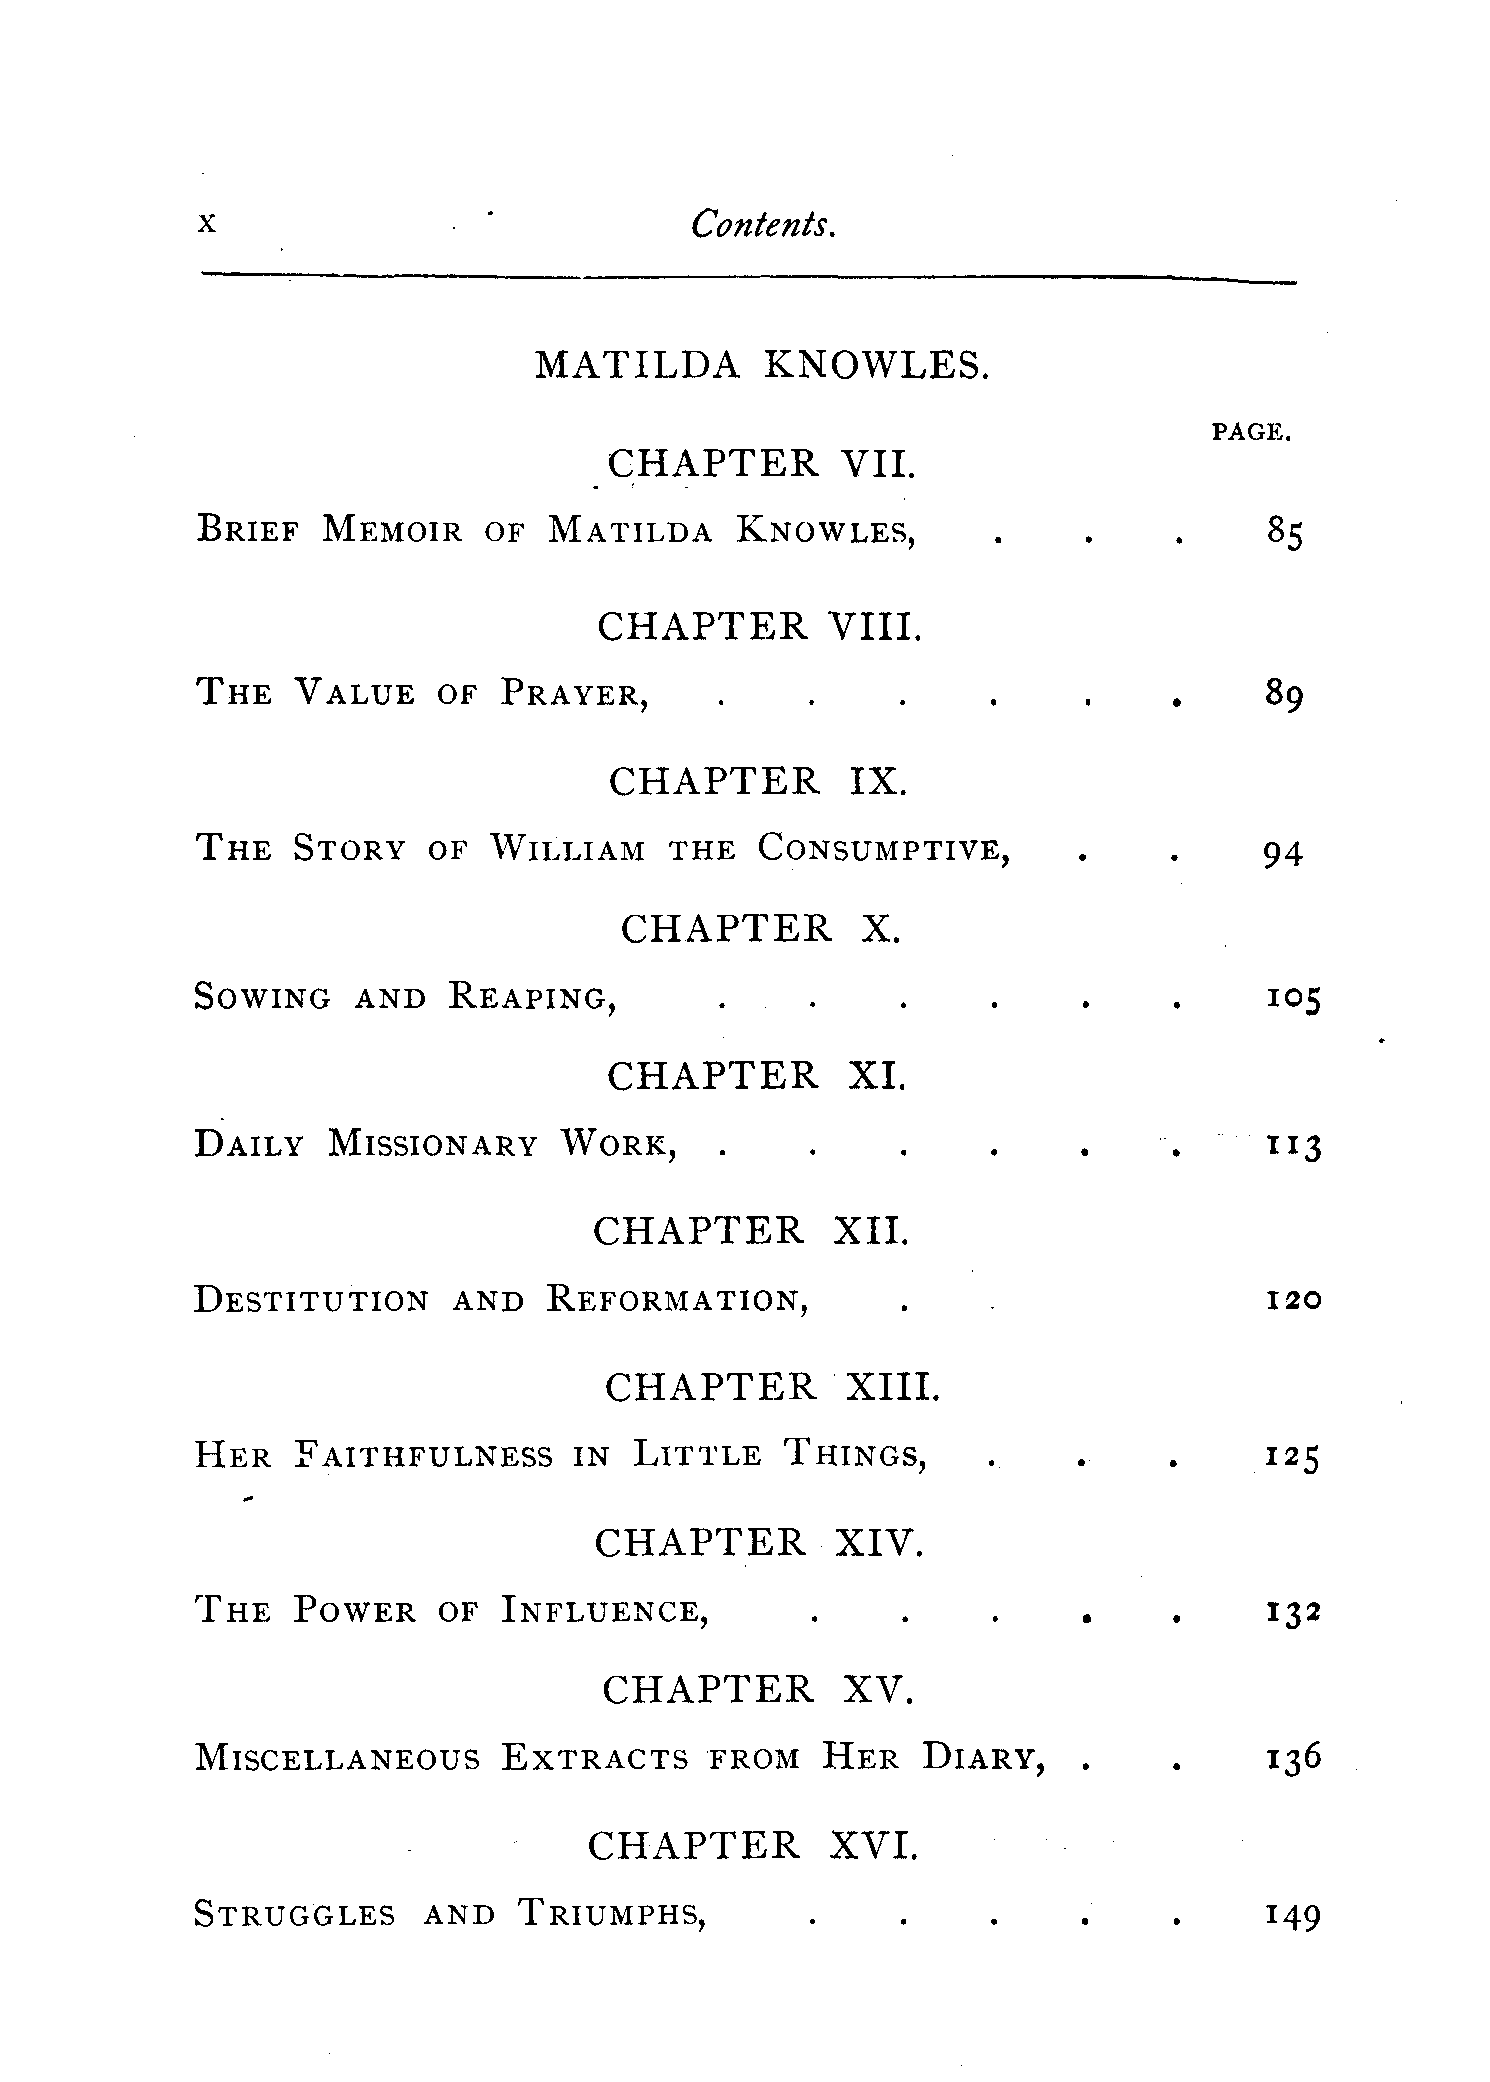 x Contents.
MATILDA KNOWLES.
PAGE.
CHAPTER VII.
BRIEF MEMOIR OF MATILDA KNOWLES, . . . 85
CHAPTER VIII.
THE VALUE OF PRAYER, . . . . . . 89
CHAPTER IX.
THE STORY OF WILLIAM THE CONSUMPTIVE, . . 94
CHAPTER X.
SOWING AND REAPING, . . . . . . 105
CHAPTER XI.
DAILY MISSIONARY WORK, . . . . . . 113
CHAPTER XII.
DESTITUTION AND REFORMATION, . . 120
CHAPTER XIII.
HER FAITHFULNESS IN LITTLE THINGS, . . . 125
CHAPTER XIV.
THE POWER OF INFLUENCE, . . . . . 132
CHAPTER XV.
MISCELLANEOUS EXTRACTS FROM HER DIARY, . . 136
CHAPTER XVI.
STRUGGLES AND TRIUMPHS, . . . . . 149